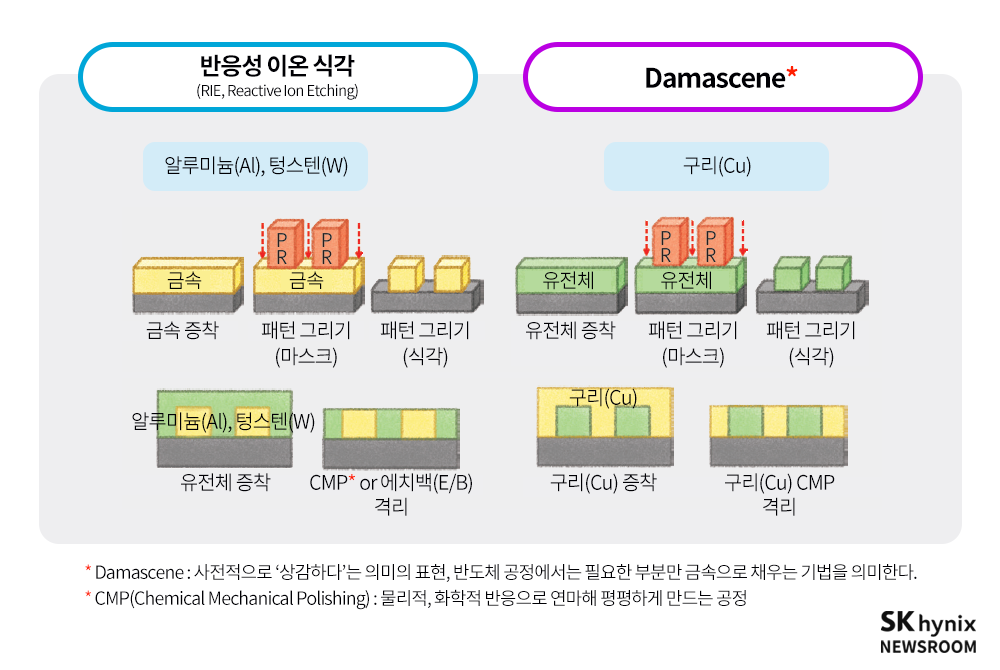 반응성 이온 식각
(RIE, Reactive Ion Etching)
Damascene*
알루미늄(Al), 텅스텐(W)
구리(Cu)
금속
금속 증착
P
R
P
R
금속
패턴 그리기
(마스크)
패턴 그리기
(식각)
유전체
유전체 증착
P
R
P
R
유전체
패턴 그리기
(마스크)
패턴 그리기
(식각)
알루미늄(Al), 텅스텐(W)
유전체 증착
CMP* or 에치백(E/B)
격리
구리(Cu)
구리(Cu) 증착
구리(Cu) CMP
격리
* Damascene : 사전적으로 ‘상감하다’는 의미의 표현, 반도체 공정에서는 필요한 부분만 금속으로 채우는 기법을 의미한다.
* CMP(Chemical Mechanical Polishing) : 물리적, 화학적 반응으로 연마해 평평하게 만드는 공정
SK hynix
NEWSROOM